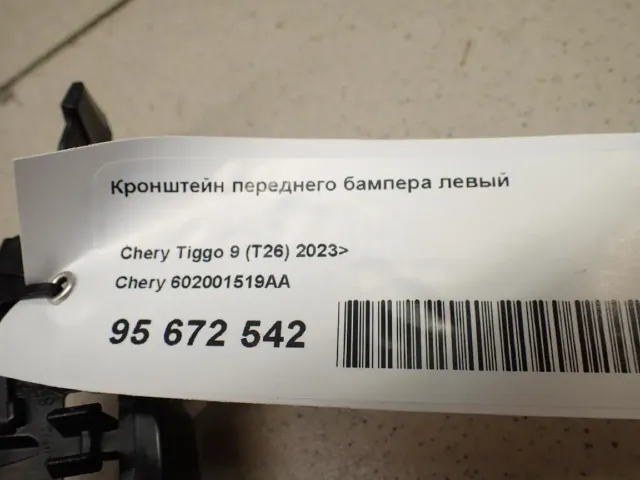 Кронштейн переднего бампера левый
Chery Tiggo 9 (T26) 2023>
Chery 602001519AA
95 672 542